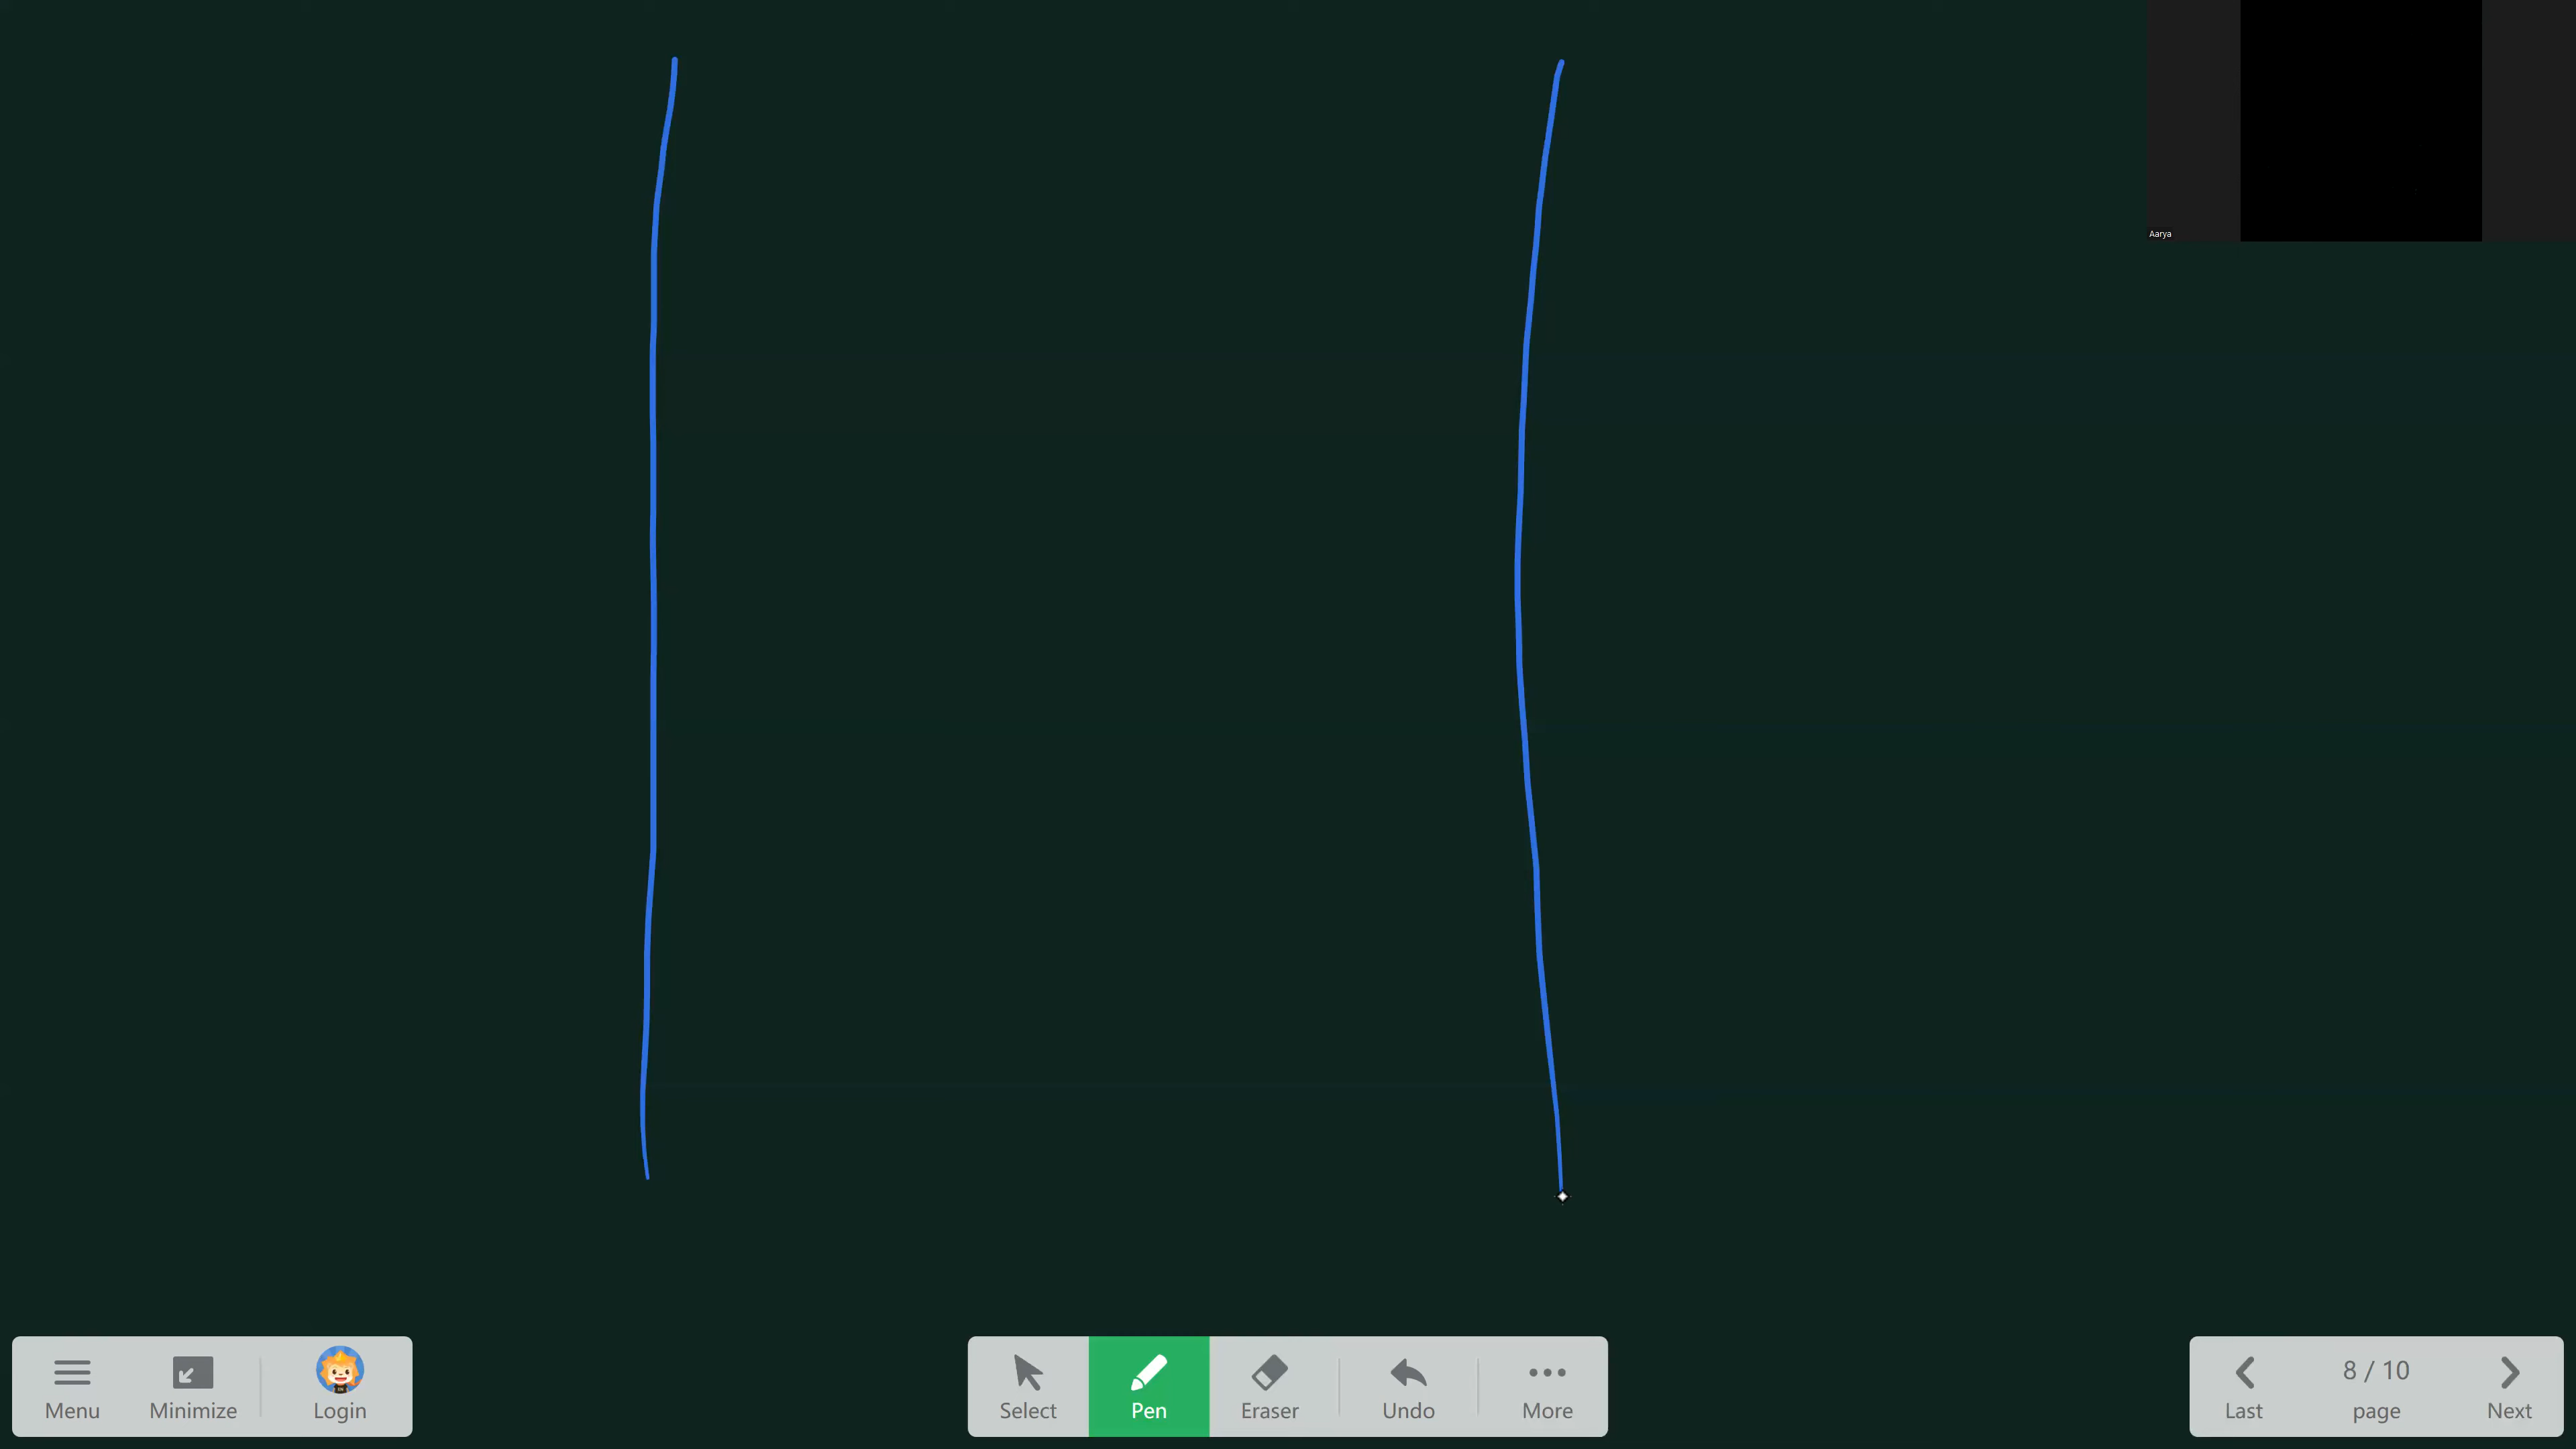 Aarya
Menu
Minimize
Login
Select
Pen
Eraser
Undo
More
Last
8 / 10
page
Next